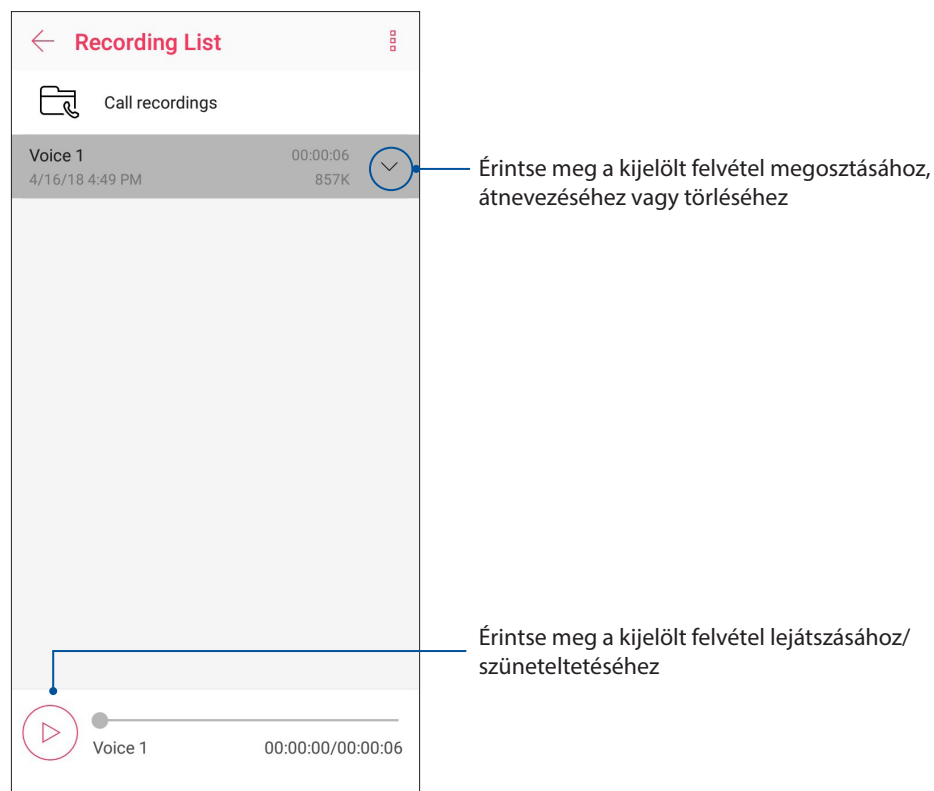 Recording List
Call recordings
Voice 1 00:00:06
4/16/18 4:49 PM 857K
Érintse meg a kijelölt felvétel megosztásához,
átnevezéséhez vagy törléséhez
Érintse meg a kijelölt felvétel lejátszásához/
szüneteltetéséhez
Voice 1 00:00:00/00:00:06